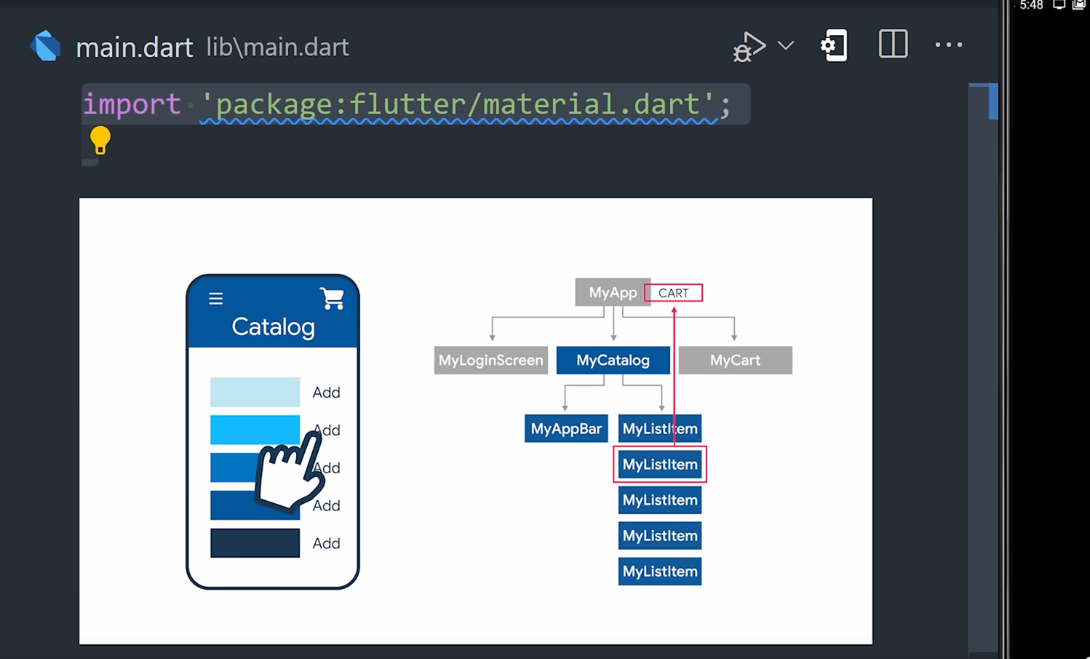 5:48
main.dart lib\main.dart
import 'package:flutter/material.dart';
Catalog
Add
Add
Add
Add
Add
MyApp CART
MyLoginScreen MyCatalog MyCart
MyAppBar MyListItem
MyListItem
MyListItem
MyListItem
MyListItem